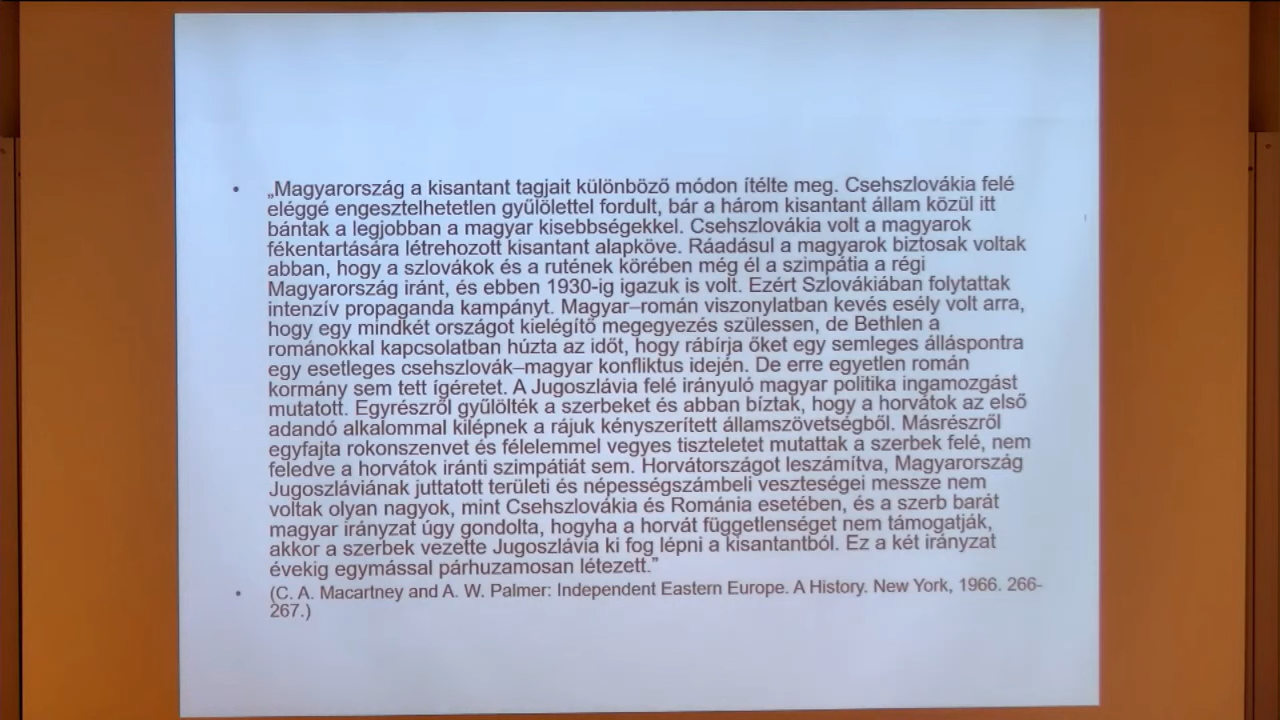 • „Magyarország a kisantant tagjait különböző módon ítélte meg. Csehszlovákia felé
eléggé engesztelhetetlen gyűlölettel fordult, bár a három kisantant állam közül itt
bántak a legjobban a magyar kisebbségekkel. Csehszlovákia volt a magyarok
fékentartására létrehozott kisantant alapköve. Ráadásul a magyarok biztosak voltak
abban, hogy a szlovákok és a rutének körében még él a szimpátia a régi
Magyarország iránt, és ebben 1930-ig igazuk is volt. Ezért Szlovákiában folytattak
intenzív propaganda kampányt. Magyar–román viszonylatban kevés esély volt arra,
hogy egy mindkét országot kielégítő megegyezés szülessen, de Bethlen a
románokkal kapcsolatban húzta az időt, hogy rábírja őket egy semleges álláspontra
egy esetleges csehszlovák–magyar konfliktus idején. De erre egyetlen román
kormány sem tett ígéretet. A Jugoszlávia felé irányuló magyar politika ingamozgást
mutatott. Egyrészről gyűlölték a szerbeket és abban bíztak, hogy a horvátok az első
adandó alkalommal kilépnek a rájuk kényszerített államszövetségből. Másrészről
egyfajta rokonszenvet és félelemmel vegyes tiszteletet mutattak a szerbek felé, nem
feledve a horvátok iránti szimpátiát sem. Horvátországot leszámítva, Magyarország
Jugoszláviának juttatott területi és népességszámbeli veszteségei messze nem
voltak olyan nagyok, mint Csehszlovákia és Románia esetében, és a szerb barát
magyar irányzat úgy gondolta, hogyha a horvát függetlenséget nem támogatják,
akkor a szerbek vezette Jugoszlávia ki fog lépni a kisantantból. Ez a két irányzat
évekig egymással párhuzamosan létezett.”
• (C. A. Macartney and A. W. Palmer: Independent Eastern Europe. A History. New York, 1966. 266-
267.)